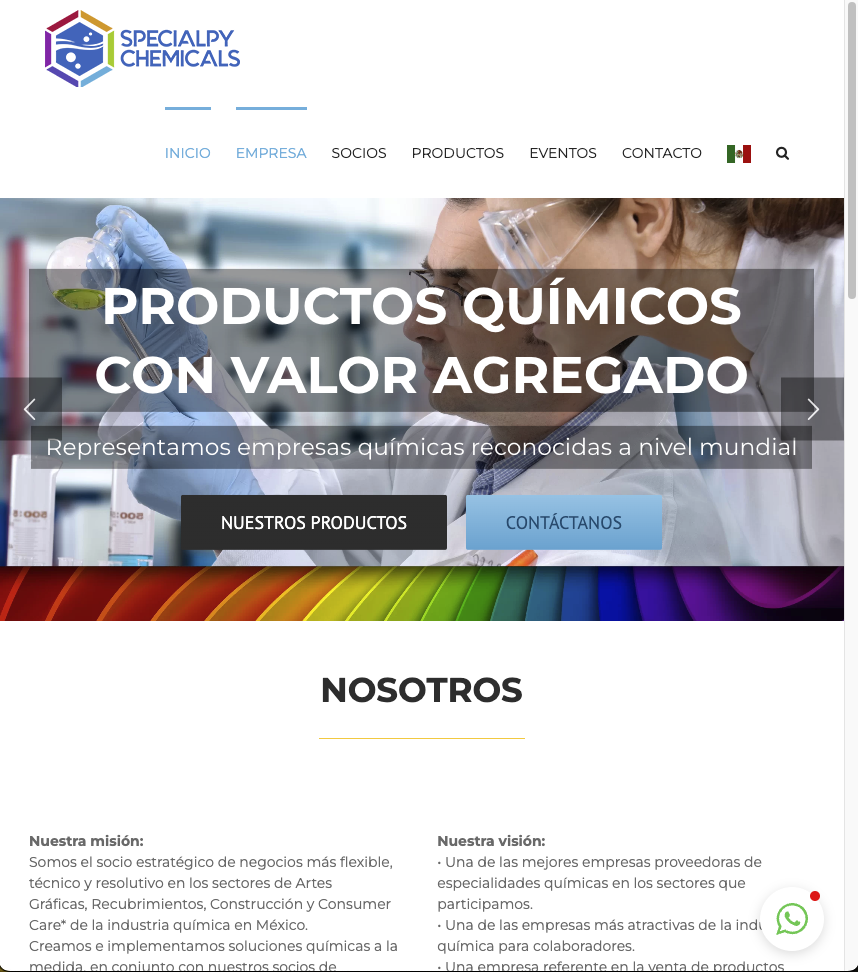 SPECIALPY
CHEMICALS
INICIO EMPRESA SOCIOS PRODUCTOS EVENTOS CONTACTO
PRODUCTOS QUÍMICOS
CON VALOR AGREGADO
Representamos empresas químicas reconocidas a nivel mundial
NUESTROS PRODUCTOS CONTÁCTANOS
NOSOTROS
Nuestra misión:
Somos el socio estratégico de negocios más flexible,
técnico y resolutivo en los sectores de Artes
Gráficas, Recubrimientos, Construcción y Consumer
Care* de la industria química en México.
Creamos e implementamos soluciones químicas a la
medida, en conjunto con nuestros socios de
Nuestra visión:
• Una de las mejores empresas proveedoras de
especialidades químicas en los sectores que
participamos.
• Una de las empresas más atractivas de la
química para colaboradores.
• Una empresa referente en la venta de productos